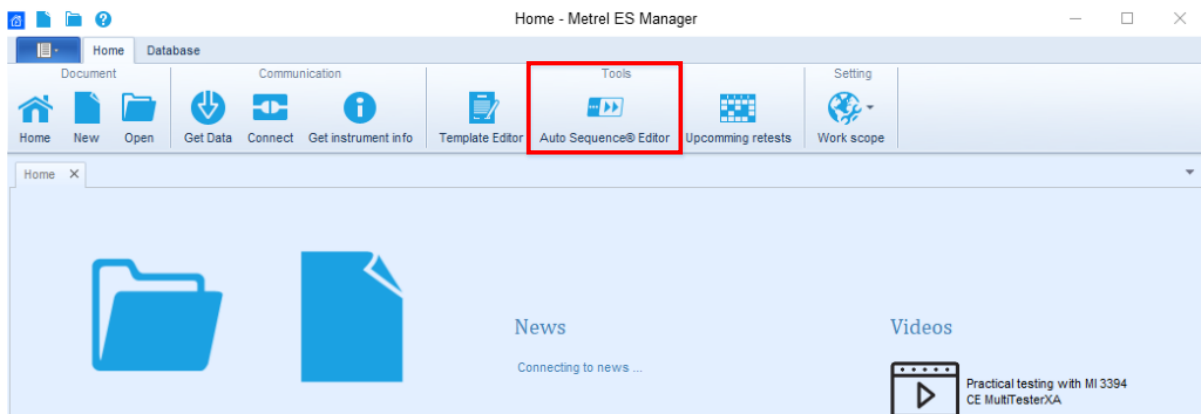 Home - Metrel ES Manager
Home Database
Document Communication Tools Setting
Home New Open Get Data Connect Get instrument info Template Editor Auto Sequence® Editor Upcomming retests Work scope
Home
News Videos
Connecting to news ...
Practical testing with MI 3394
CE MultiTesterXA